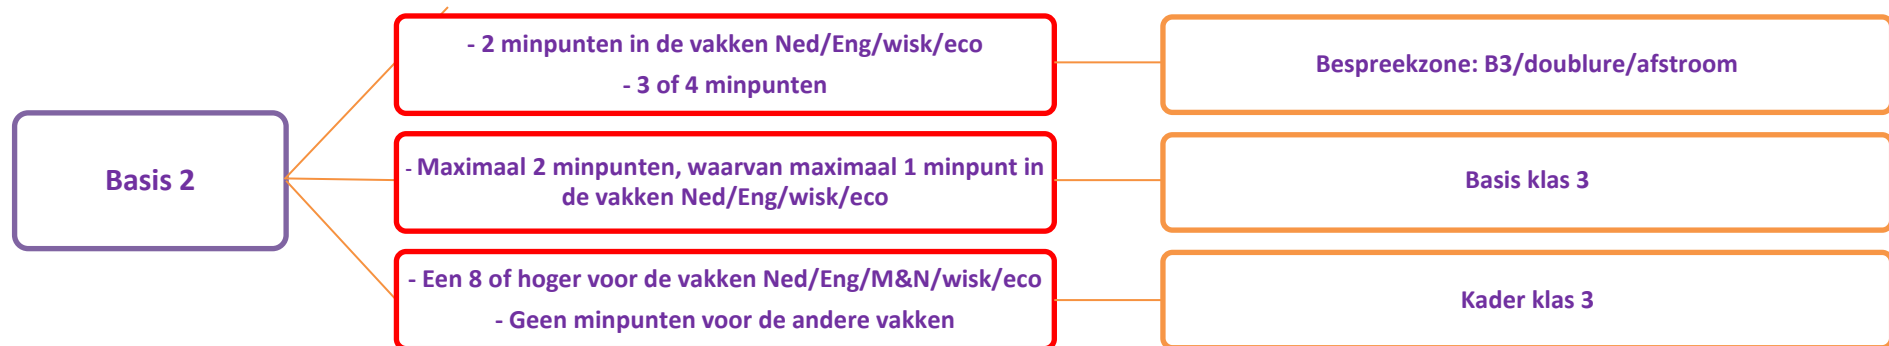 - 2 minpunten in de vakken Ned/Eng/wisk/eco
- 3 of 4 minpunten
Bespreekzone: B3/doublure/afstroom
Basis 2
- Maximaal 2 minpunten, waarvan maximaal 1 minpunt in
de vakken Ned/Eng/wisk/eco
Basis klas 3
- Een 8 of hoger voor de vakken Ned/Eng/M&N/wisk/eco
- Geen minpunten voor de andere vakken
Kader klas 3